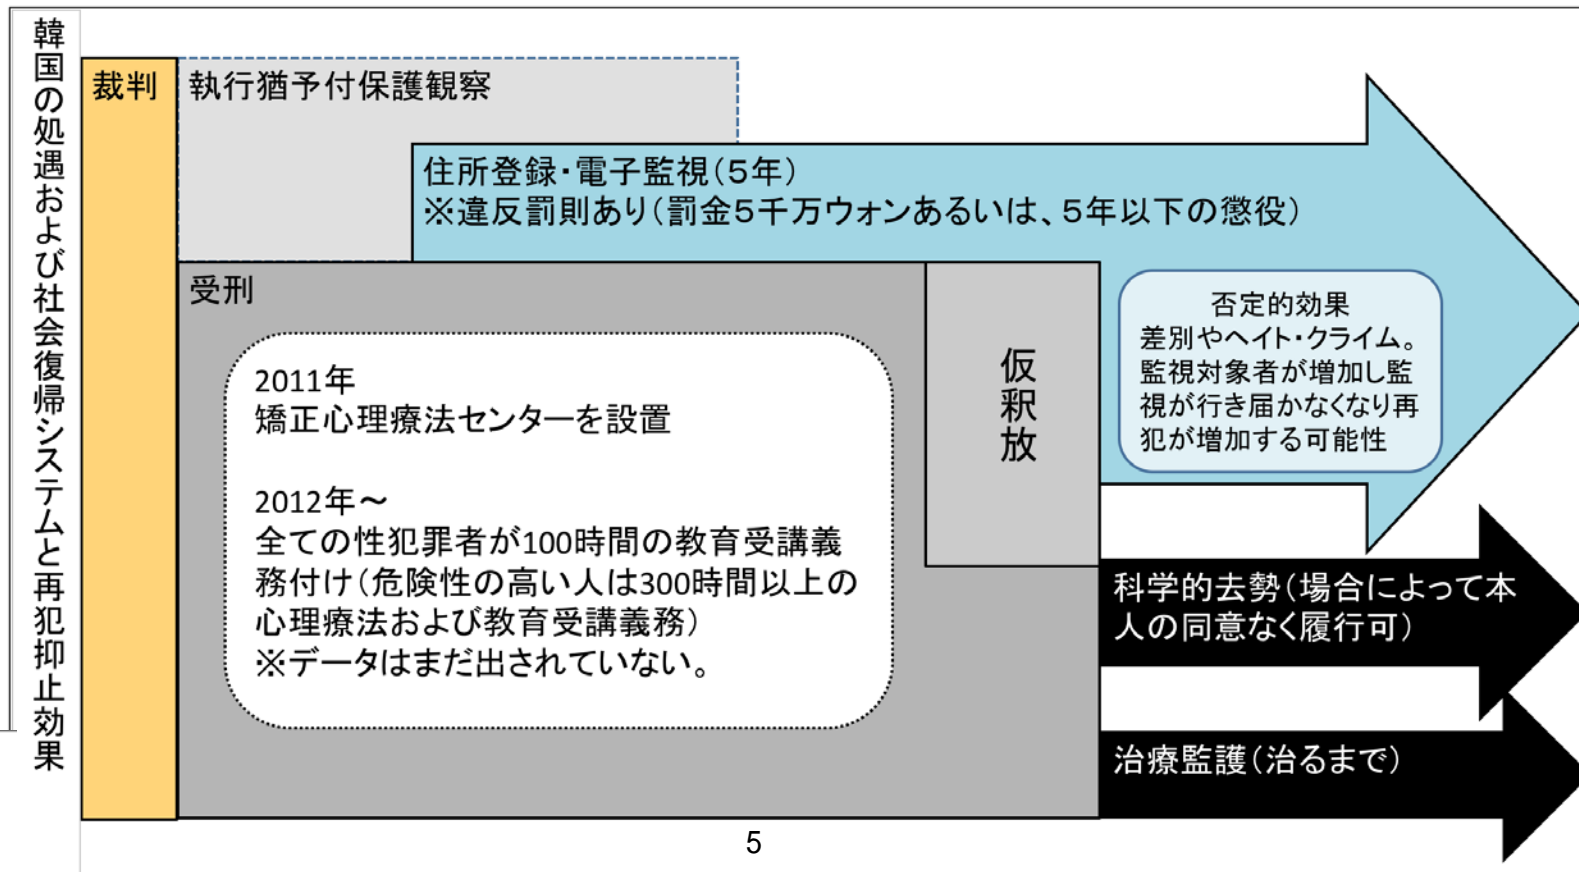 韓国の処遇および社会復帰システムと再犯抑止効果
裁判
執行猶予付保護観察
住所登録・電子監視(５年)
※違反罰則あり(罰金５千万ウォンあるいは、５年以下の懲役)
受刑
2011年
矯正心理療法センターを設置
2012年～
全ての性犯罪者が100時間の教育受講義
務付け(危険性の高い人は300時間以上の
心理療法および教育受講義務)
※データはまだ出されていない。
仮釈放
否定的効果
差別やヘイト・クライム。
監視対象者が増加し監
視が行き届かなくなり再
犯が増加する可能性
科学的去勢(場合によって本
人の同意なく履行可)
治療監護(治るまで)
5